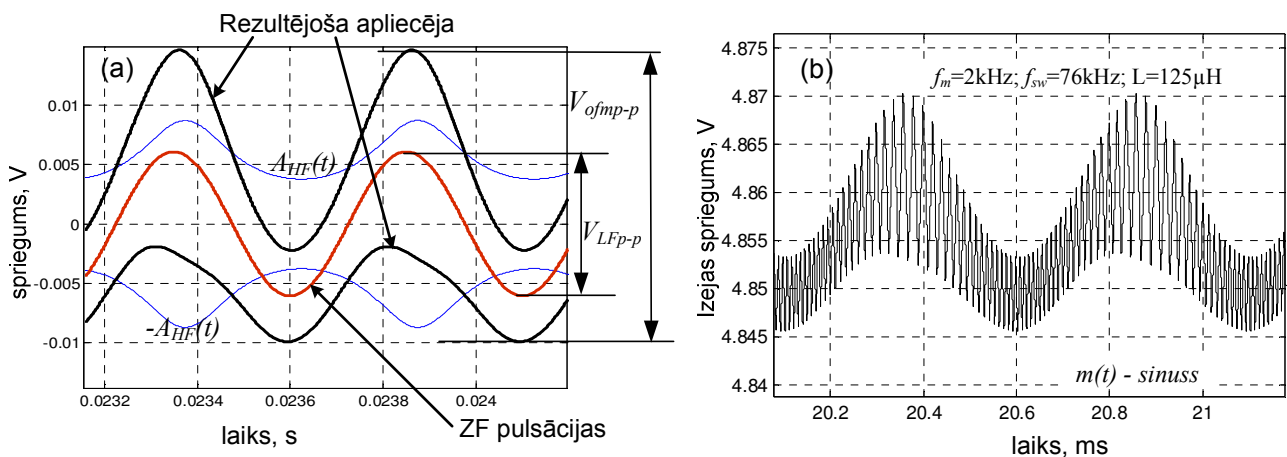 Rezultējoša apliecēja
(a)
0.01
0.005
0
-0.005
-0.01
spriegums, V
A_HF(t)
-A_HF(t)
V_ofmp-p
V_LFp-p
0.0232
0.0234
0.0236
0.0238
0.024
laiks, s
ZF pulsācijas
(b)
f_m=2kHz; f_sw=76kHz; L=125µH
4.875
4.87
4.865
4.86
4.855
4.85
4.845
4.84
Izejas spriegums, V
m(t) - sinuss
20.2
20.4
20.6
20.8
21
laiks, ms